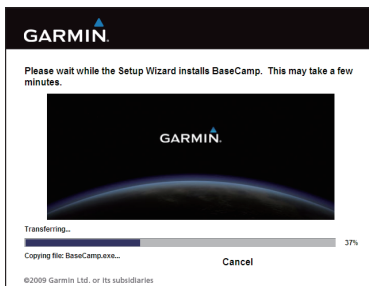 GARMIN.
Please wait while the Setup Wizard installs BaseCamp. This may take a few
minutes.
GARMIN.
Transferring...
37%
Copying file: BaseCamp.exe...
Cancel
©2009 Garmin Ltd. or its subsidiaries